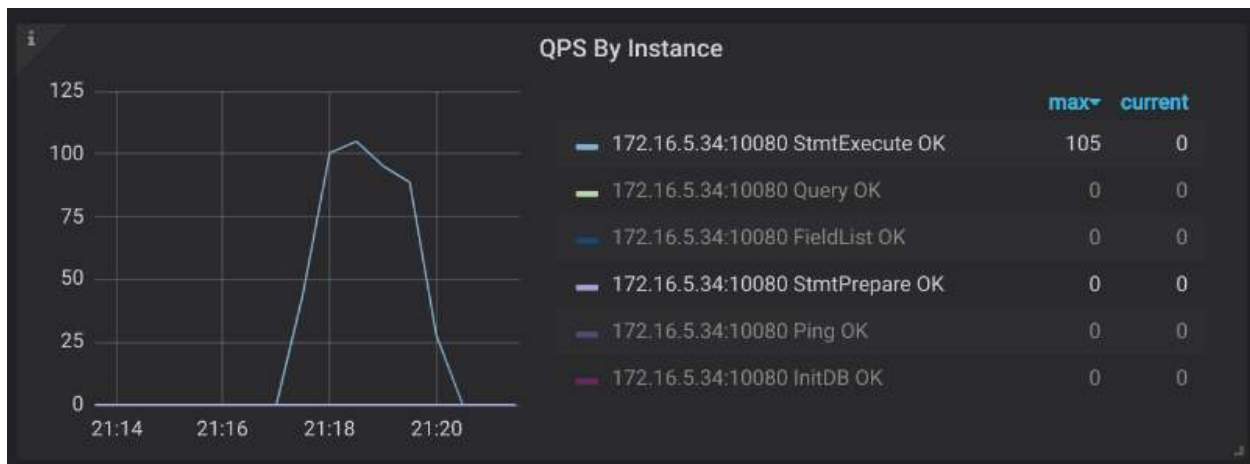 i
QPS By Instance
125
100
75
50
25
0
21:14 21:16 21:18 21:20
max current
172.16.5.34:10080 StmtExecute OK 105 0
172.16.5.34:10080 Query OK 0 0
172.16.5.34:10080 FieldList OK 0 0
172.16.5.34:10080 StmtPrepare OK 0 0
172.16.5.34:10080 Ping OK 0 0
172.16.5.34:10080 InitDB OK 0 0